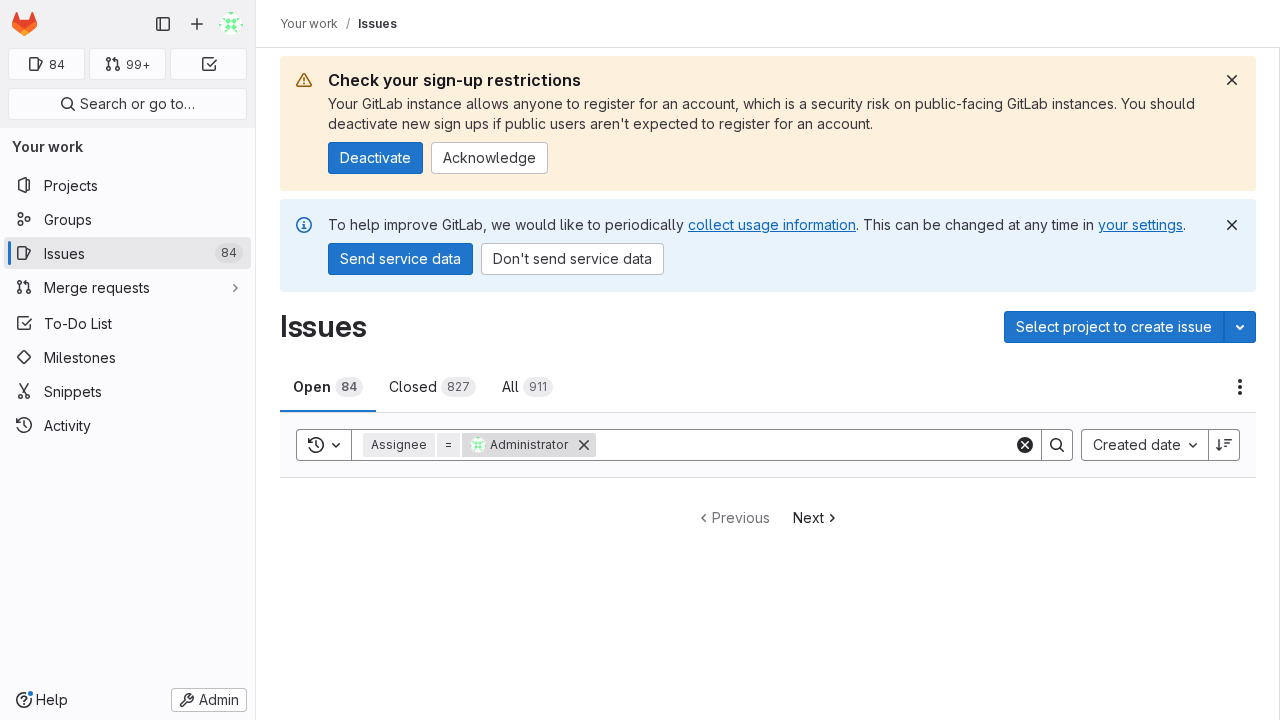 Your work / Issues
84
99+
Search or go to…
Your work
Projects
Groups
Issues 84
Merge requests
To-Do List
Milestones
Snippets
Activity
Help
Admin
Check your sign-up restrictions
Your GitLab instance allows anyone to register for an account, which is a security risk on public-facing GitLab instances. You should
deactivate new sign ups if public users aren't expected to register for an account.
Deactivate
Acknowledge
To help improve GitLab, we would like to periodically collect usage information. This can be changed at any time in your settings.
Send service data
Don't send service data
Issues
Select project to create issue
Open 84
Closed 827
All 911
Assignee = Administrator
Created date
Previous
Next